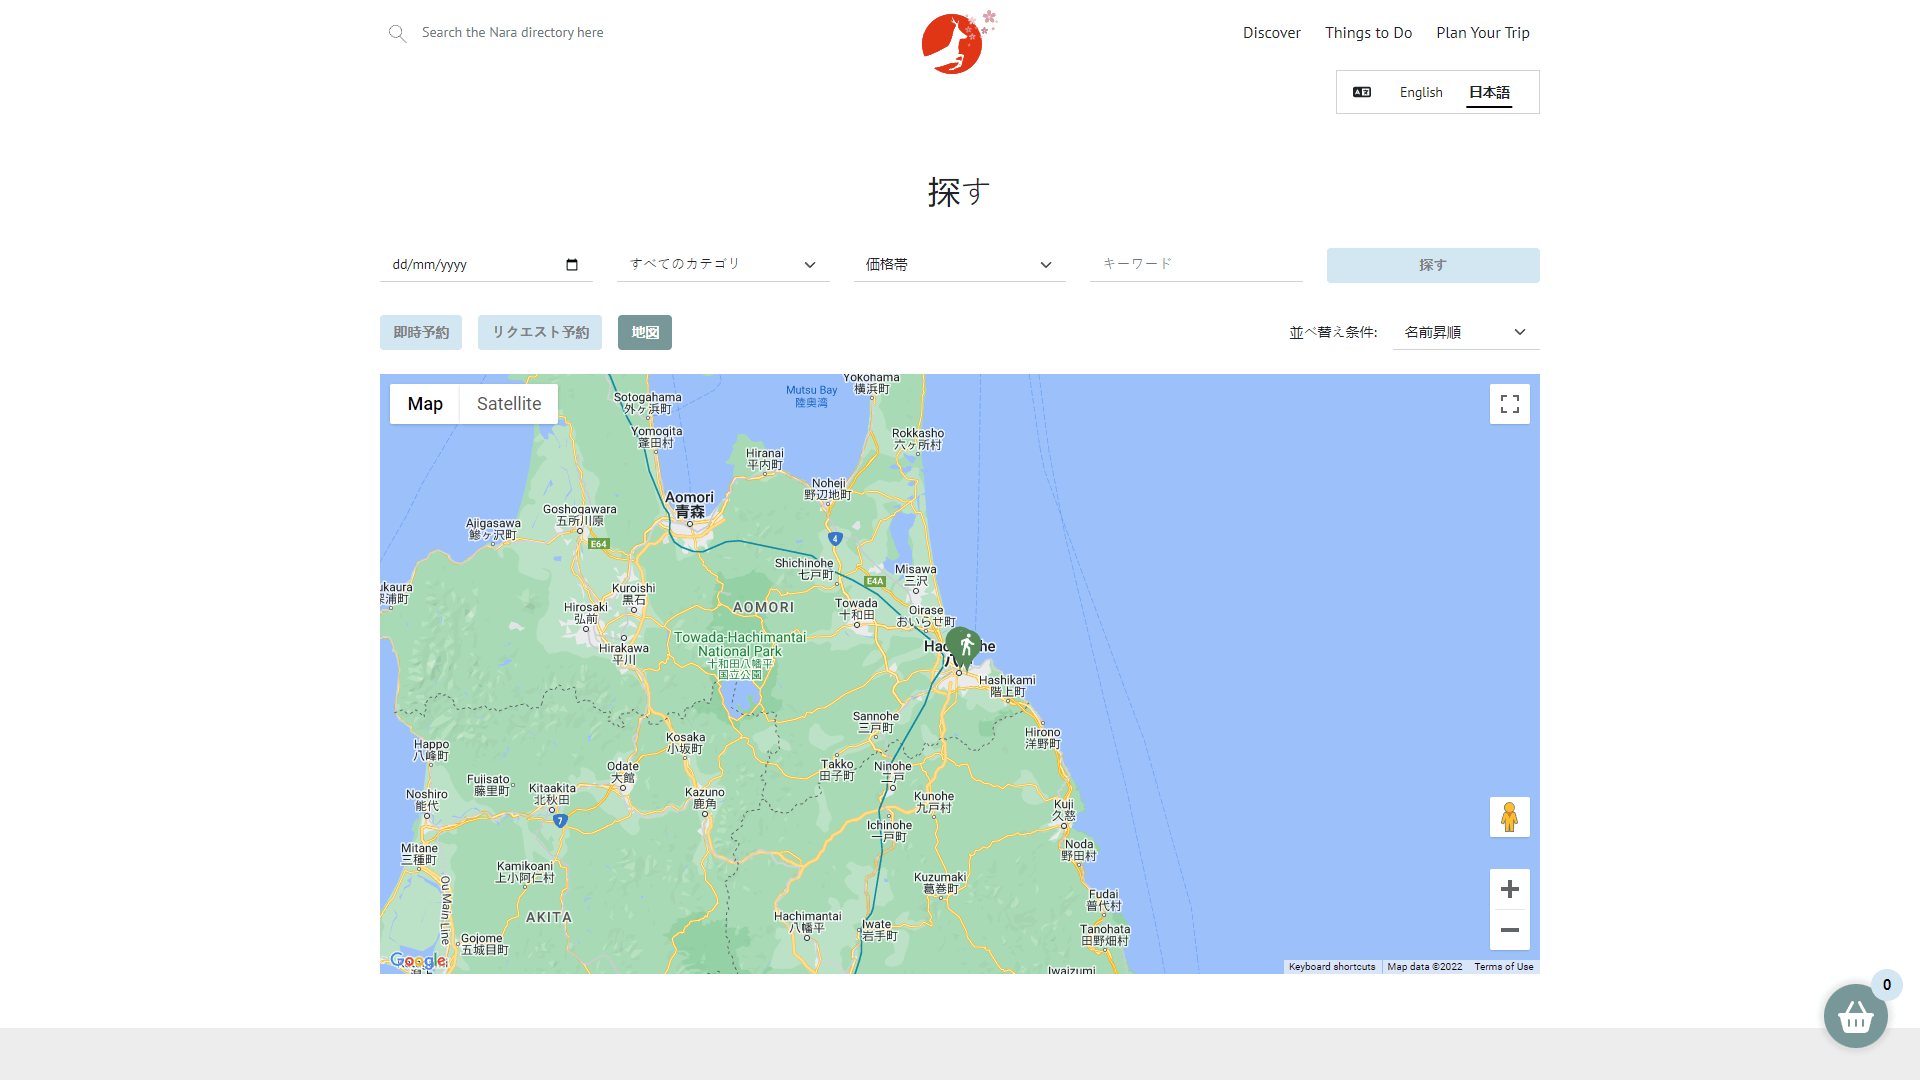 Search the Nara directory here
Discover
Things to Do
Plan Your Trip
English
日本語
探す
dd/mm/yyyy
すべてのカテゴリ
価格帯
キーワード
探す
即時予約
リクエスト予約
地図
並べ替え条件:
名前昇順
Map
Satellite
Yokohama
横浜町
Mutsu Bay
陸奥湾
Sotogahama
外ヶ浜町
Yomogita
蓬田村
Rokkasho
六ヶ所村
Hiranai
平内町
Noheji
野辺地町
Aomori
青森
Goshogawara
五所川原
Ajigasawa
鰺ヶ沢町
4
E64
Shichinohe
七戸町
Misawa
三沢
E4A
Kuroishi
黒石
Hirosaki
弘前
AOMORI
Towada
十和田
Oirase
おいらせ町
Towada-Hachimantai
National Park
十和田八幡平
国立公園
Hirakawa
平川
Hashikami
階上町
Sannohe
三戸町
Hirono
洋野町
Happo
八峰町
Kosaka
小坂町
Takko
田子町
Ninohe
二戸
Odate
大館
Fujisato
藤里町
Kitaakita
北秋田
Noshiro
能代
Kazuno
鹿角
Kunohe
九戸村
Kuji
久慈
7
Ichinohe
一戸町
Mitane
三種町
Noda
野田村
Kamikoani
上小阿仁村
Kuzumaki
葛巻町
Fudai
普代村
Ou Main Line
AKITA
Hachimantai
八幡平
Iwate
岩手町
Tanohata
田野畑村
Gojome
五城目町
Iwaizumi
Google
Keyboard shortcuts
Map data ©2022
Terms of Use
0